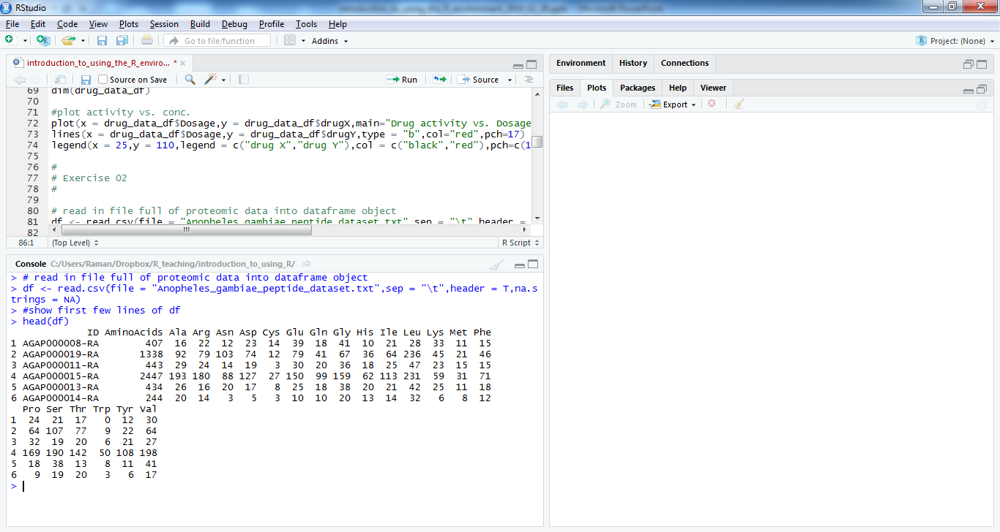 RStudio
File Edit Code View Plots Session Build Debug Profile Tools Help
Go to file/function Addins Project: (None)
introduction_to_using_the_R_enviro... * Environment History Connections
Source on Save Run Source Files Plots Packages Help Viewer
Zoom Export
69 dim(drug_data_df)
70
71 #plot activity vs. conc.
72 plot(x = drug_data_df$Dosage,y = drug_data_df$drugX,main="Drug activity vs. Dosage
73 lines(x = drug_data_df$Dosage,y = drug_data_df$drugY,type = "b",col="red",pch=17)
74 legend(x = 25,y = 110,legend = c("drug X","drug Y"),col = c("black","red"),pch=c(1
75
76 #
77 # Exercise 02
78 #
79
80 # read in file full of proteomic data into dataframe object
81 df <- read.csv(file = "Anopheles_gambiae_peptide_dataset.txt",sep = "\t",header =
82
86:1 (Top Level) R Script
Console C:/Users/Raman/Dropbox/R_teaching/introduction_to_using_R/
> # read in file full of proteomic data into dataframe object
> df <- read.csv(file = "Anopheles_gambiae_peptide_dataset.txt",sep = "\t",header = T,na.s
trings = NA)
> #show first few lines of df
> head(df)
ID AminoAcids Ala Arg Asn Asp Cys Glu Gln Gly His Ile Leu Lys Met Phe
1 AGAP000008-RA 407 16 22 12 23 14 39 18 41 10 21 28 33 11 15
2 AGAP000019-RA 1338 92 79 103 74 12 79 41 67 36 64 236 45 21 46
3 AGAP000011-RA 443 29 24 14 19 3 30 20 36 18 25 47 23 15 15
4 AGAP000015-RA 2447 193 180 88 127 27 150 99 159 62 113 231 59 31 71
5 AGAP000013-RA 434 26 16 20 17 8 25 18 38 20 21 42 25 11 18
6 AGAP000014-RA 244 20 14 3 5 3 10 10 20 13 14 32 6 8 12
Pro Ser Thr Trp Tyr Val
1 24 21 17 0 12 30
2 64 107 77 9 22 64
3 32 19 20 6 21 27
4 169 190 142 50 108 198
5 18 38 13 8 11 41
6 9 19 20 3 6 17
>